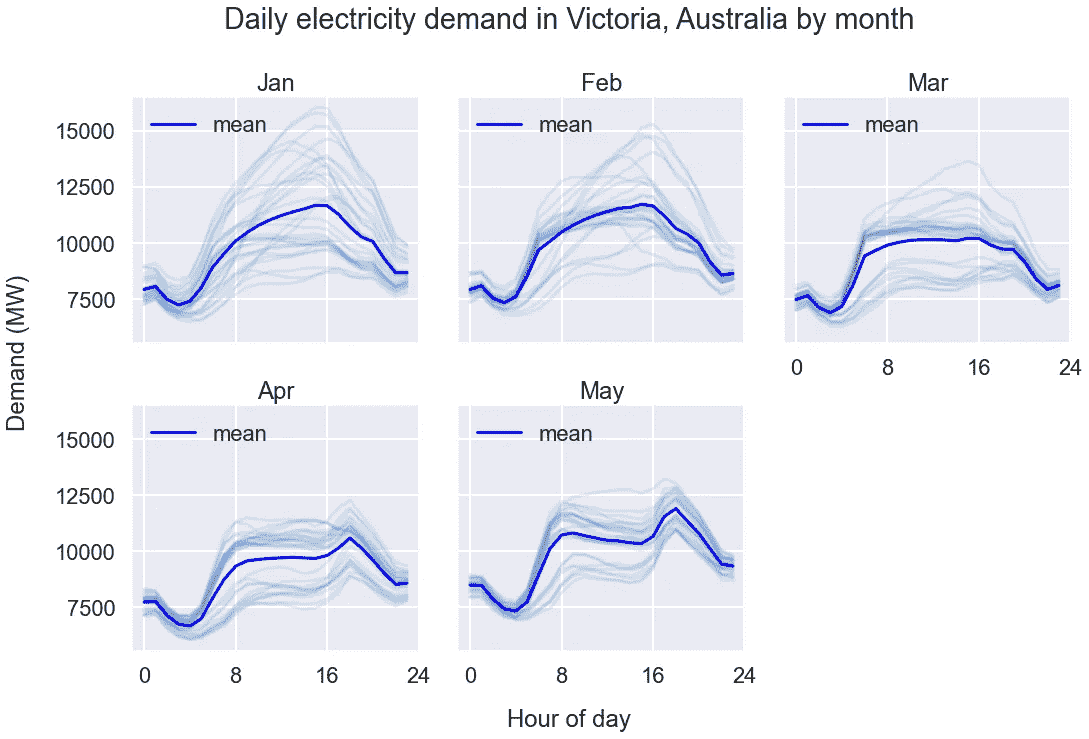 Daily electricity demand in Victoria, Australia by month
Jan
Feb
Mar
mean
mean
mean
15000
12500
10000
7500
0
8
16
24
Demand (MW)
Apr
May
mean
mean
15000
12500
10000
7500
0
8
16
24
0
8
16
24
Hour of day